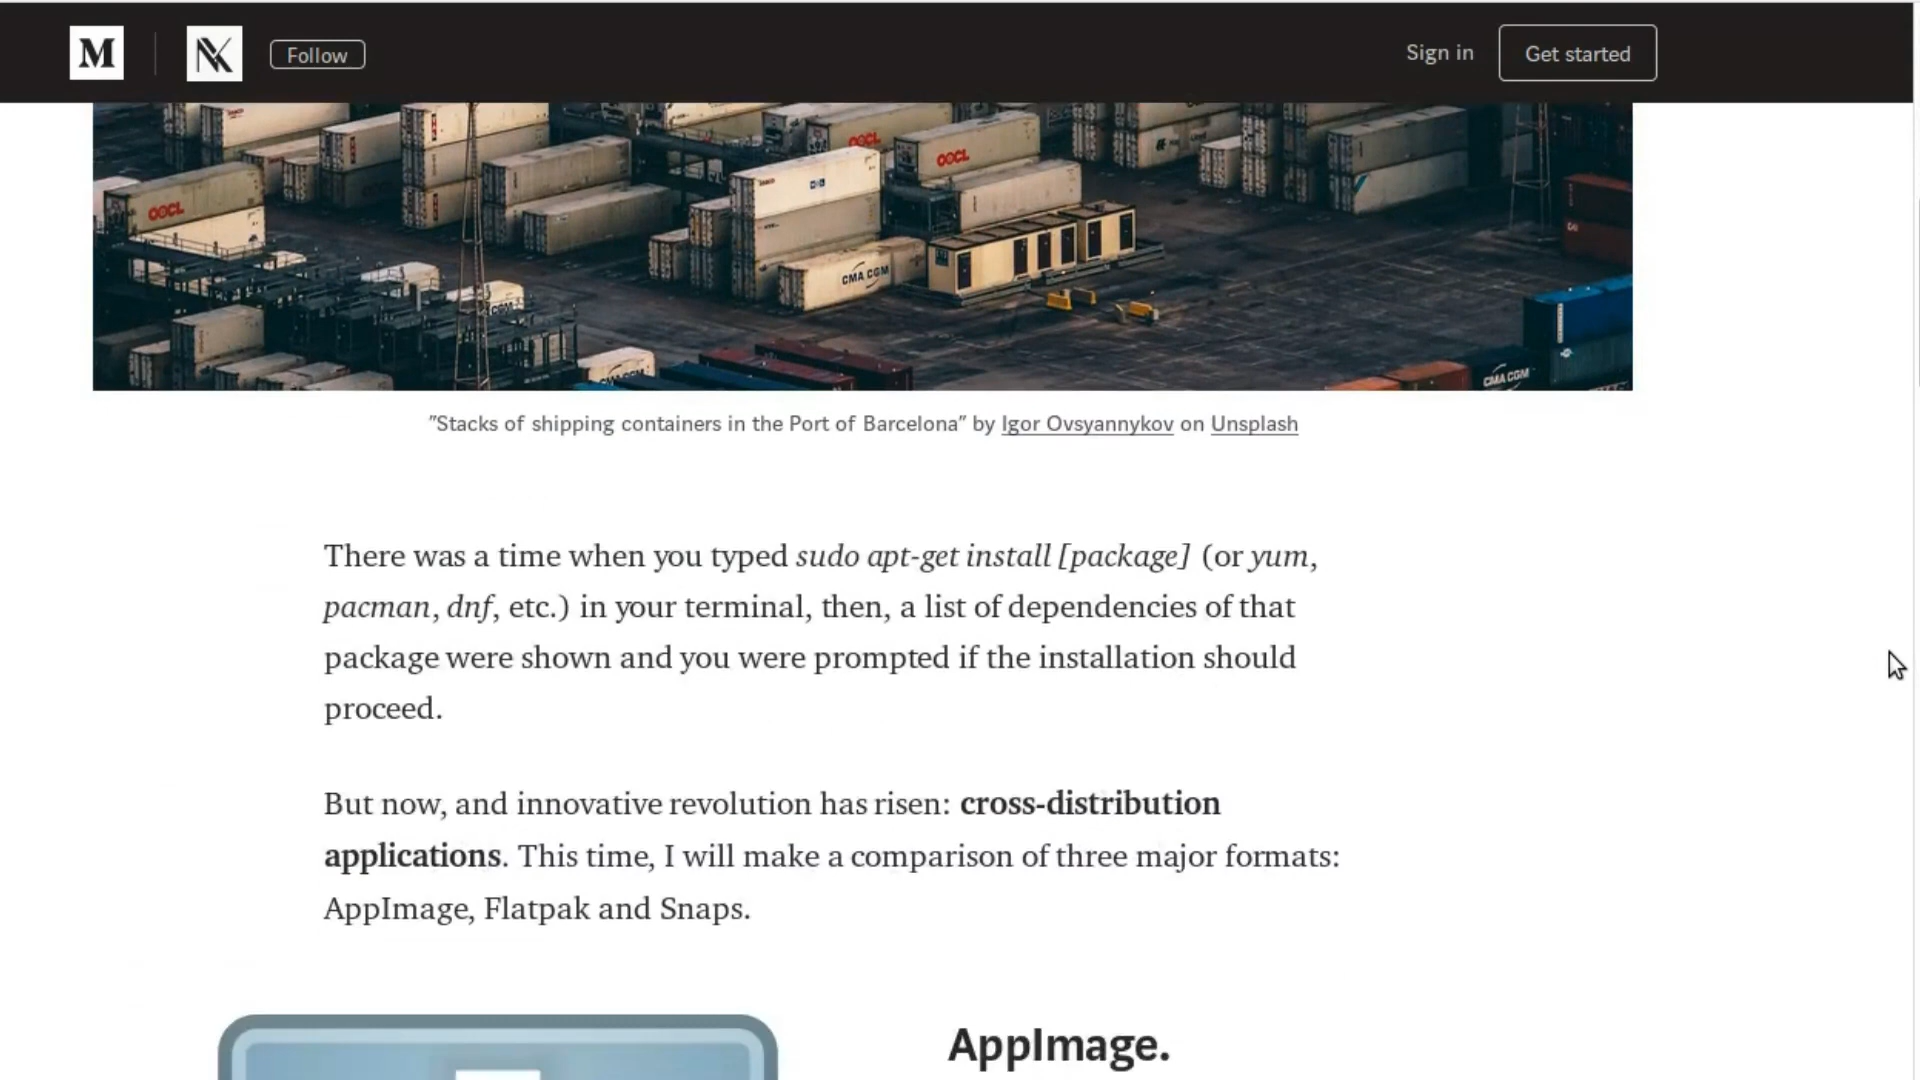 M
Follow
Sign in
Get started
OOCL
OOCL
OOCL
CMA CGM
CMA CGM
CMA CGM
"Stacks of shipping containers in the Port of Barcelona" by Igor Ovsyannykov on Unsplash
There was a time when you typed sudo apt-get install [package] (or yum,
pacman, dnf, etc.) in your terminal, then, a list of dependencies of that
package were shown and you were prompted if the installation should
proceed.
But now, and innovative revolution has risen: cross-distribution
applications. This time, I will make a comparison of three major formats:
AppImage, Flatpak and Snaps.
AppImage.